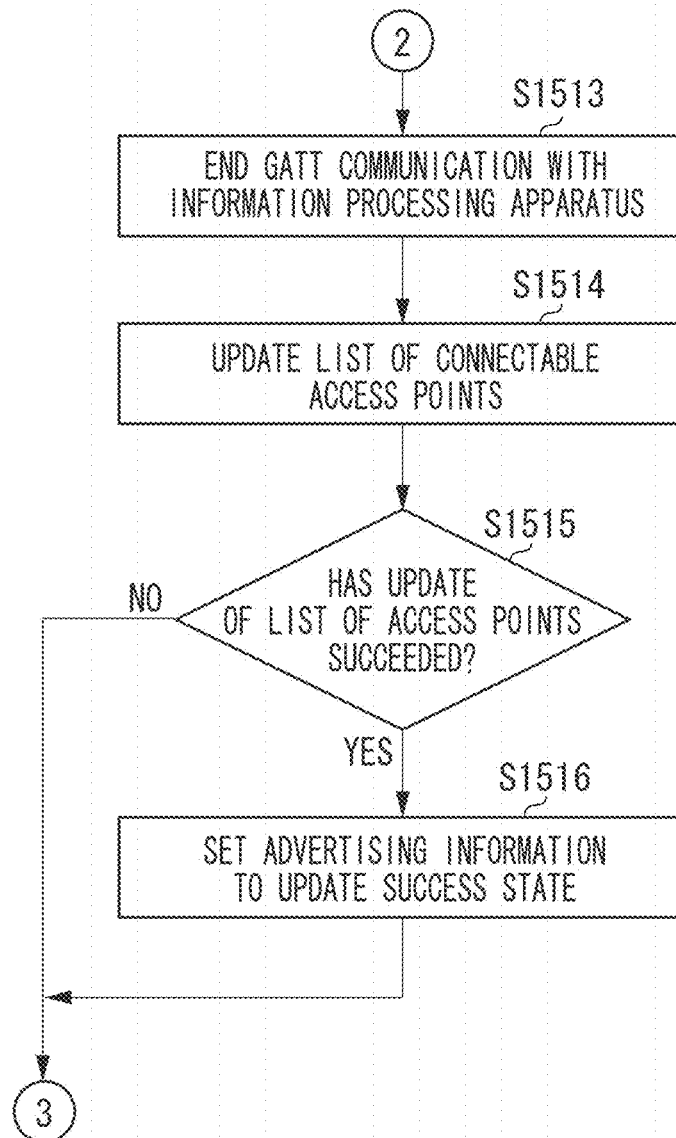 2
S1513
END GATT COMMUNICATION WITH
INFORMATION PROCESSING APPARATUS
S1514
UPDATE LIST OF CONNECTABLE
ACCESS POINTS
S1515
HAS UPDATE
OF LIST OF ACCESS POINTS
SUCCEEDED?
NO
YES
S1516
SET ADVERTISING INFORMATION
TO UPDATE SUCCESS STATE
3